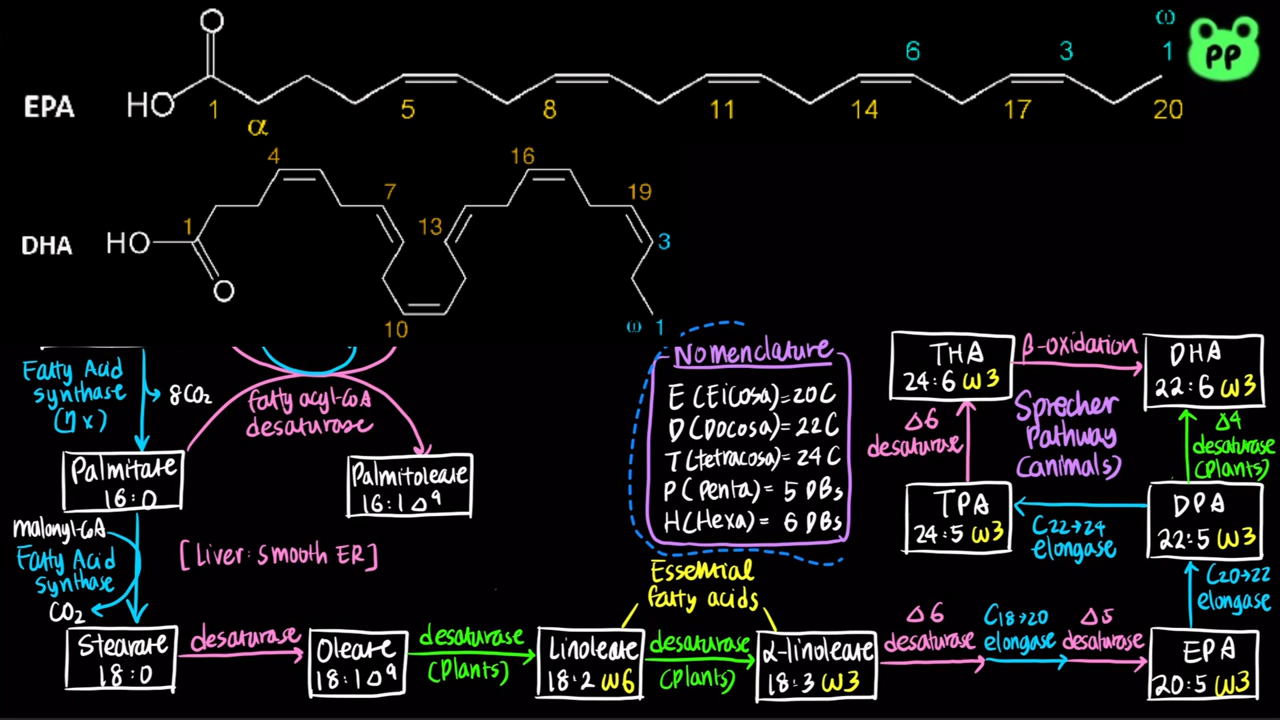 O
ω
6
3
1
PP
EPA
HO
1
α
5
8
11
14
17
20
4
16
7
19
1
13
DHA
HO
3
O
10
ω 1
Fatty Acid
synthase
(7x)
8CO2
fatty acyl-CoA
desaturase
Palmitate
16:0
Palmitoleate
16:1 Δ9
malonyl-CoA
Fatty Acid
synthase
CO2
[Liver: Smooth ER]
Stearate
18:0
desaturase
Oleate
18:1 Δ9
desaturase
(Plants)
Linoleate
18:2 ω6
desaturase
(Plants)
α-linoleate
18:3 ω3
Essential
fatty acids
Nomenclature
E (Eicosa) = 20C
D (Docosa) = 22C
T (tetracosa) = 24C
P (Penta) = 5 DBs
H (Hexa) = 6 DBs
THA
24:6 ω3
β-oxidation
DHA
22:6 ω3
Δ6
desaturase
Sprecher
Pathway
(animals)
Δ4
desaturase
(Plants)
TPA
24:5 ω3
C22→24
elongase
DPA
22:5 ω3
C20→22
elongase
Δ6
desaturase
C18→20
elongase
Δ5
desaturase
EPA
20:5 ω3